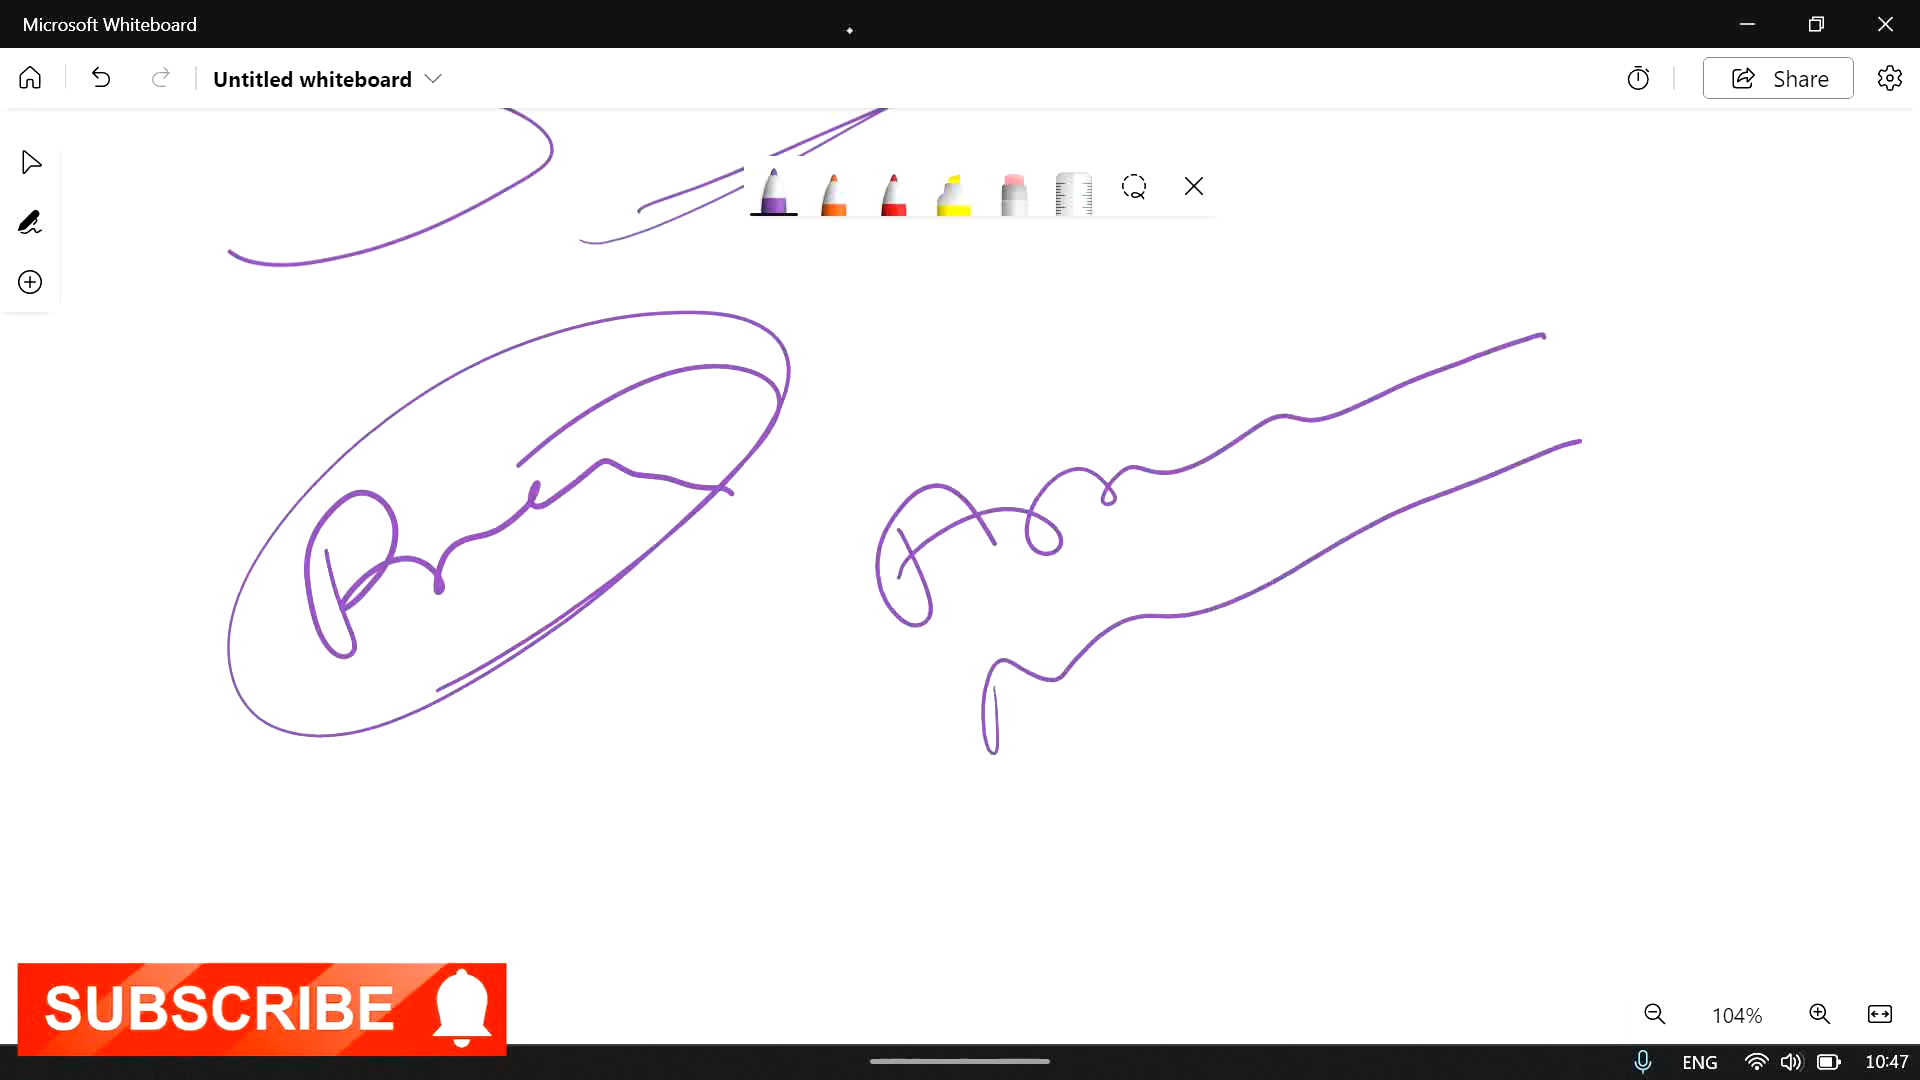 Microsoft Whiteboard
Untitled whiteboard
Share
SUBSCRIBE
104%
ENG
10:47